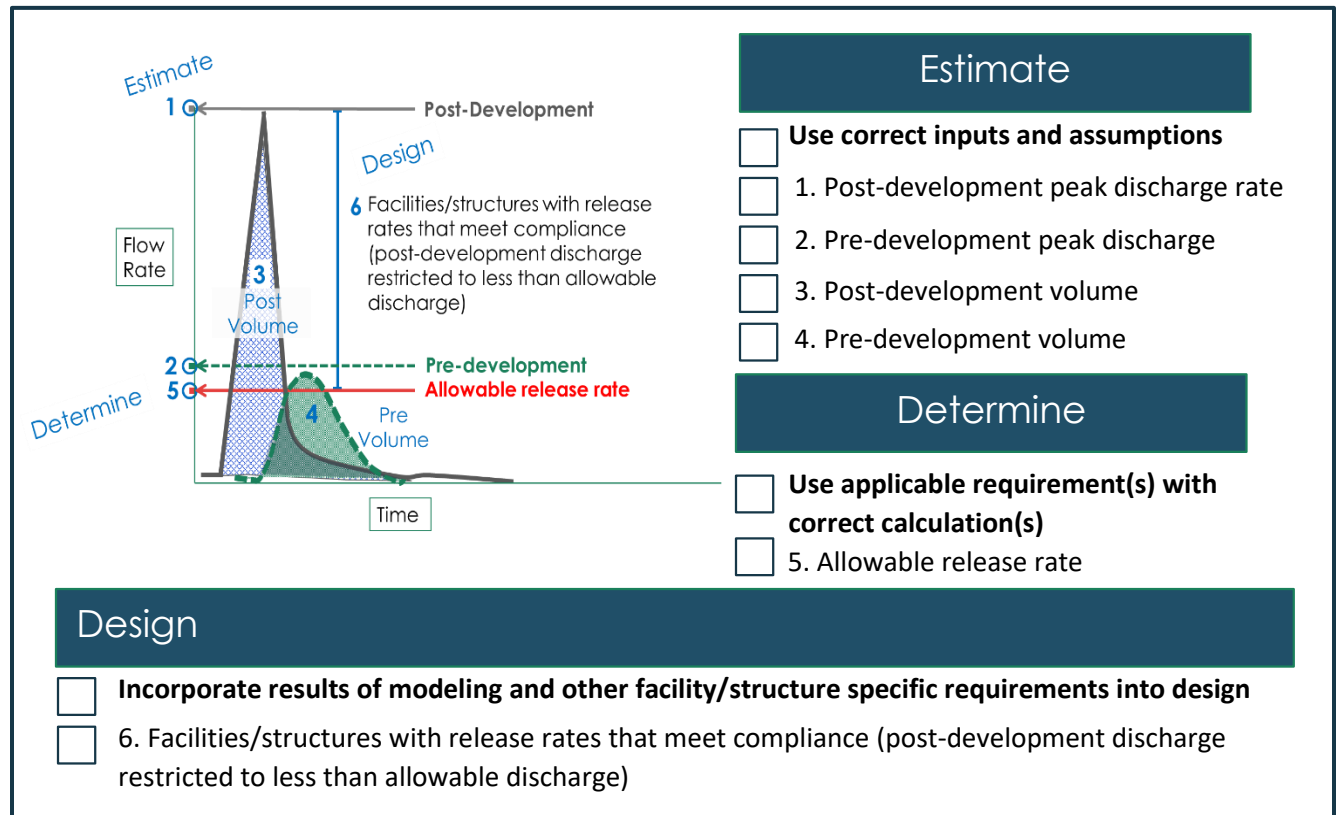 Estimate
1
Post-Development
Design
6 Facilities/structures with release
rates that meet compliance
(post-development discharge
restricted to less than allowable
discharge)
Flow
Rate
3
Post
Volume
2
Pre-development
5
Allowable release rate
Determine
4
Pre
Volume
Time
Estimate
Use correct inputs and assumptions
1. Post-development peak discharge rate
2. Pre-development peak discharge
3. Post-development volume
4. Pre-development volume
Determine
Use applicable requirement(s) with
correct calculation(s)
5. Allowable release rate
Design
Incorporate results of modeling and other facility/structure specific requirements into design
6. Facilities/structures with release rates that meet compliance (post-development discharge
restricted to less than allowable discharge)